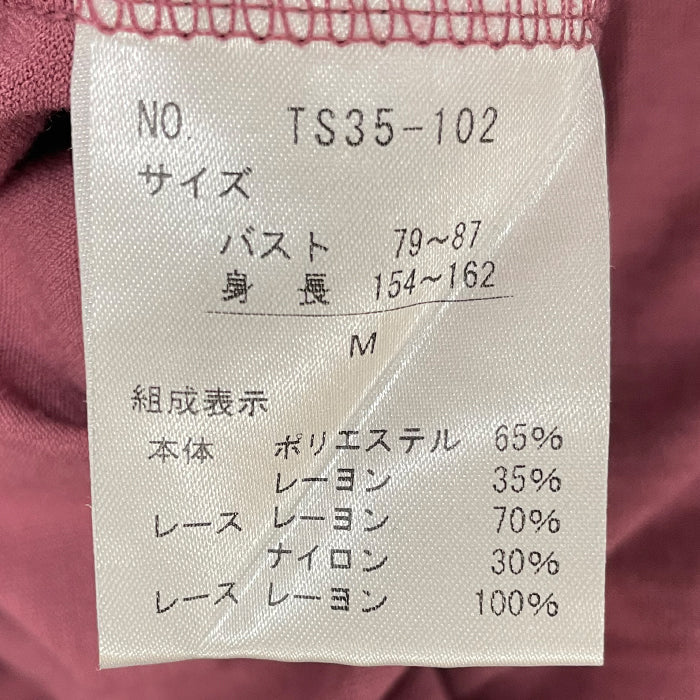 NO. TS35-102
サイズ
バスト 79~87
身長 154~162
M
組成表示
本体 ポリエステル 65%
レーヨン 35%
レース レーヨン 70%
ナイロン 30%
レース レーヨン 100%